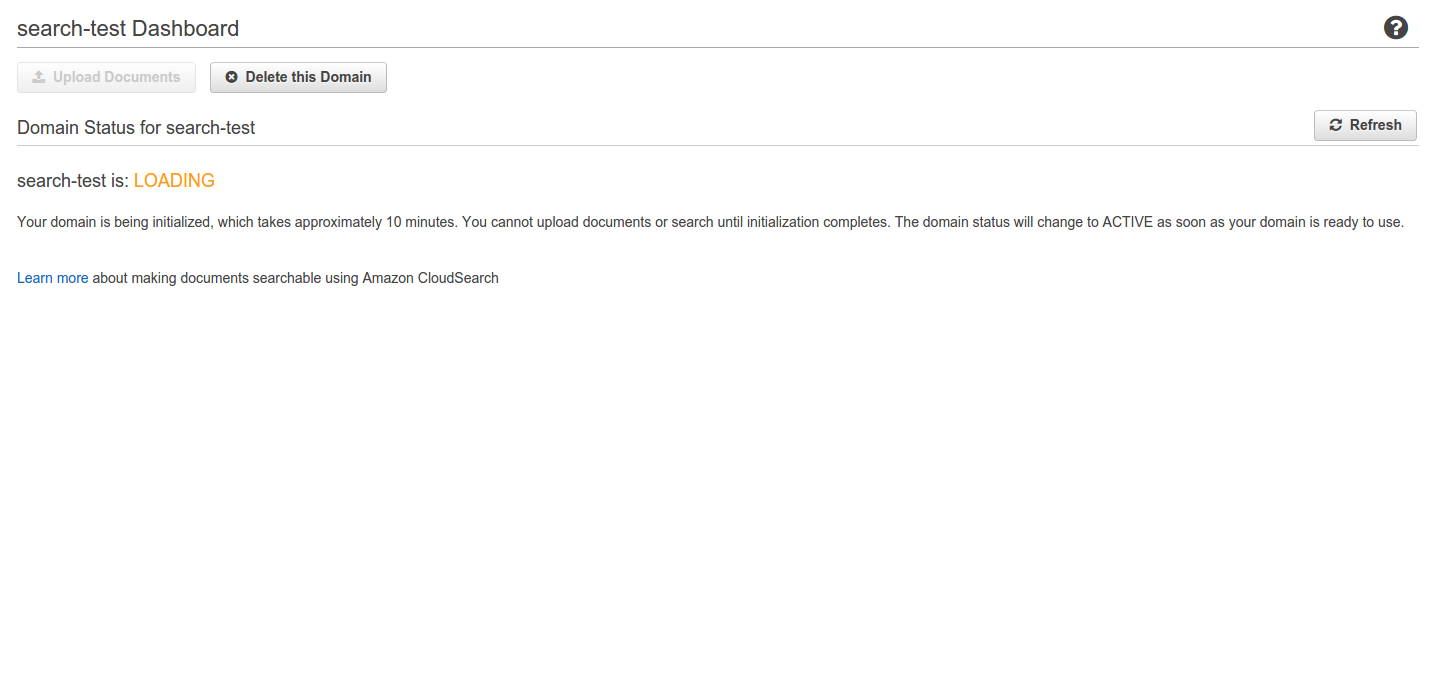 search-test Dashboard
?
Upload Documents
Delete this Domain
Domain Status for search-test
Refresh
search-test is: LOADING
Your domain is being initialized, which takes approximately 10 minutes. You cannot upload documents or search until initialization completes. The domain status will change to ACTIVE as soon as your domain is ready to use.
Learn more about making documents searchable using Amazon CloudSearch